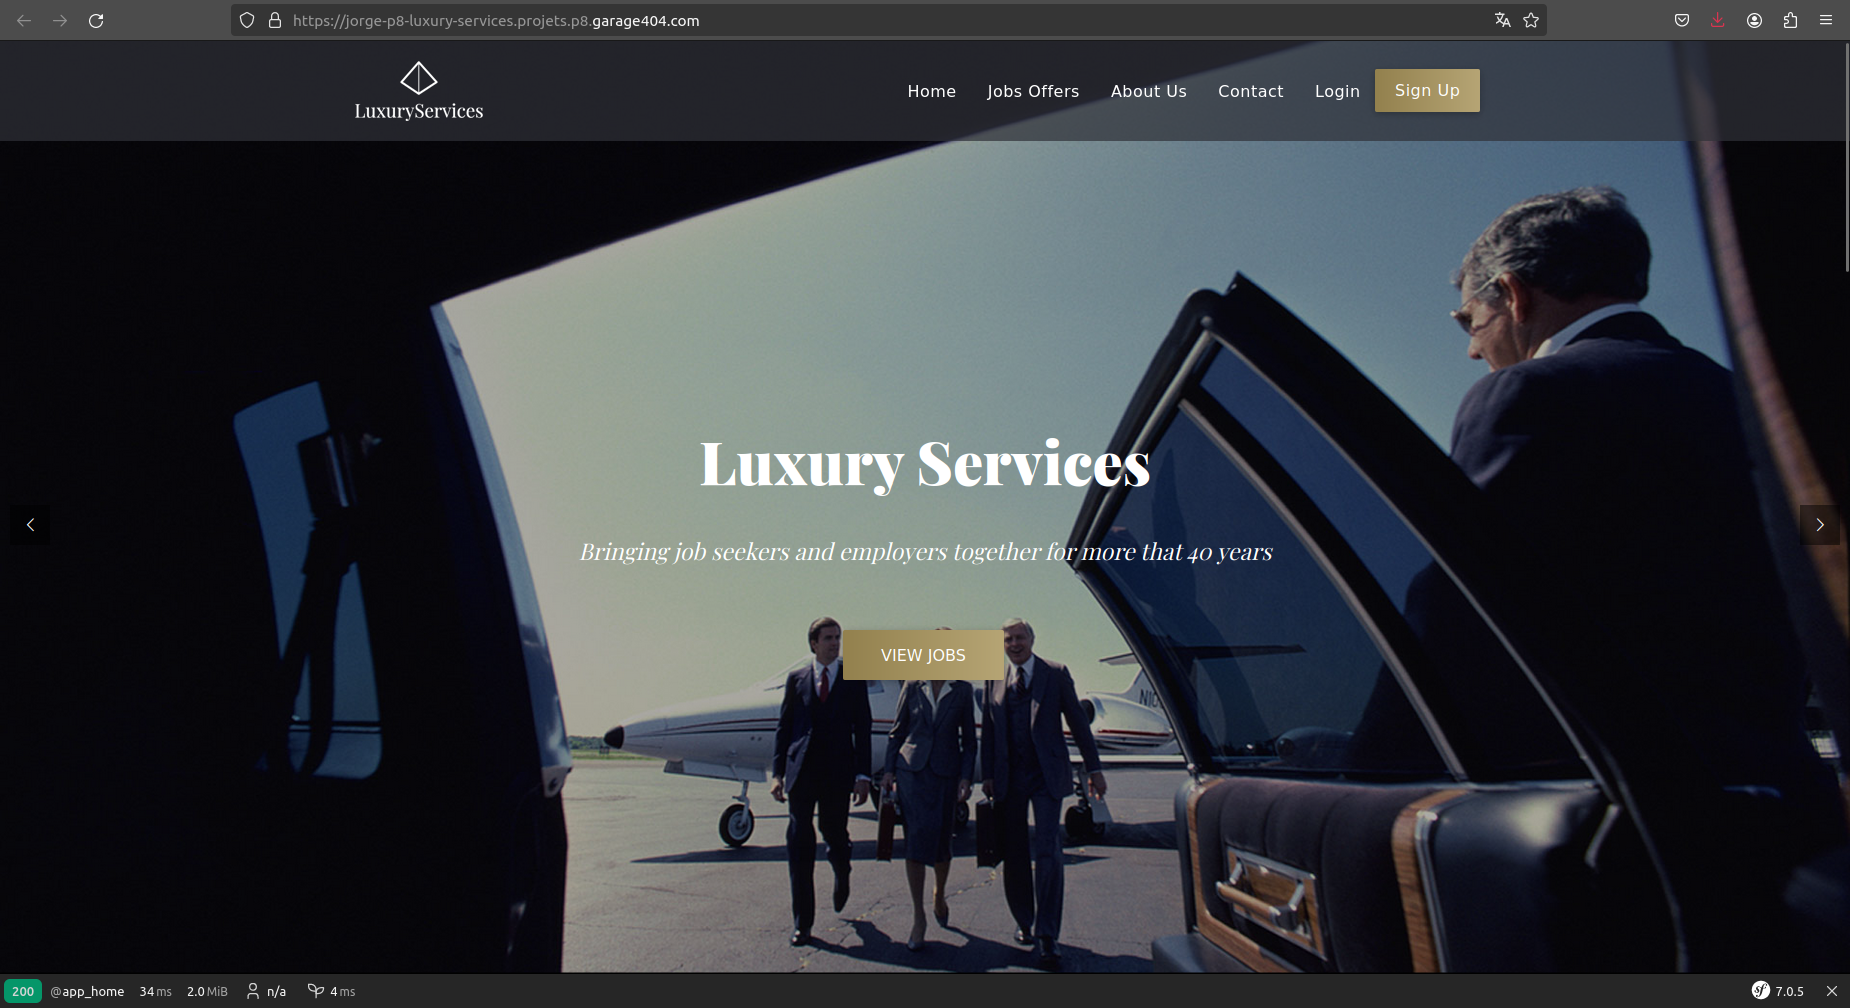 https://jorge-p8-luxury-services.projets.p8.garage404.com
LuxuryServices
Home Jobs Offers About Us Contact Login Sign Up
Luxury Services
Bringing job seekers and employers together for more that 40 years
VIEW JOBS
200 @app_home 34 ms 2.0 MiB n/a 4 ms sf 7.0.5